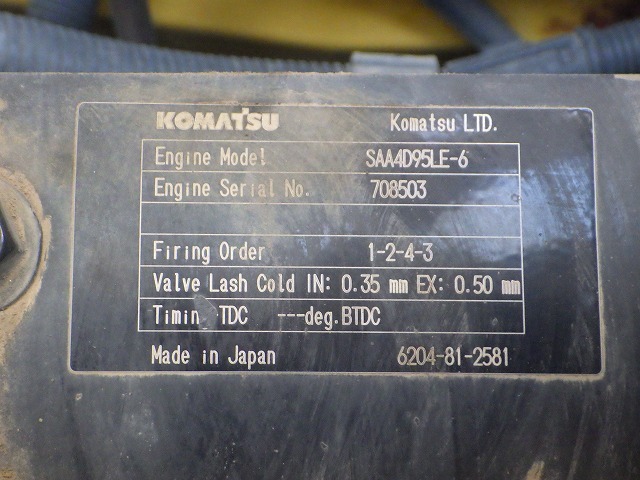 KOMATSU Komatsu LTD.
Engine Model SAA4D95LE-6
Engine Serial No. 708503
Firing Order 1-2-4-3
Valve Lash Cold IN: 0.35 mm EX: 0.50 mm
Timin TDC ---deg.BTDC
Made in Japan 6204-81-2581